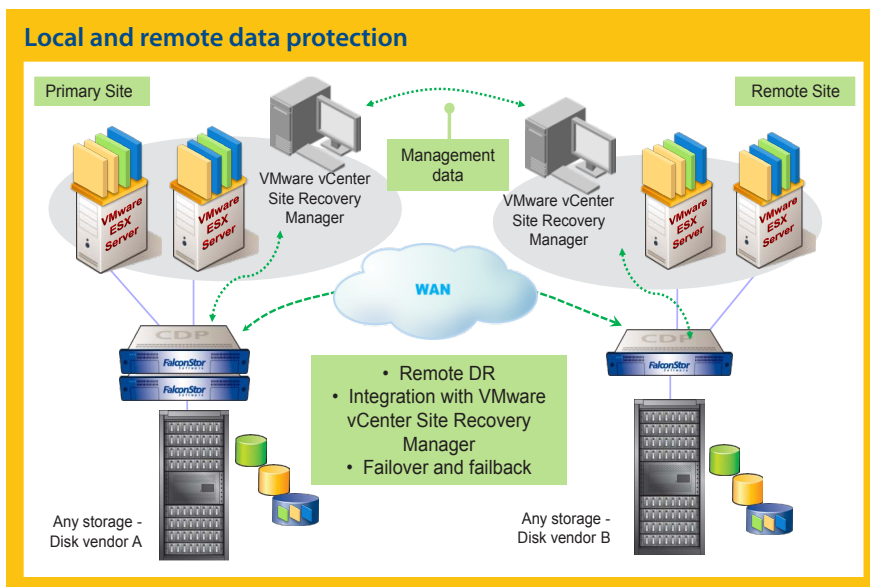 Local and remote data protection
Primary Site
Remote Site
Management
data
VMware vCenter
Site Recovery
Manager
VMware vCenter
Site Recovery
Manager
VMware
ESX
Server
VMware
ESX
Server
VMware
ESX
Server
VMware
ESX
Server
WAN
CDP
FalconStor
Software
FalconStor
Software
CDP
FalconStor
Software
• Remote DR
• Integration with VMware
vCenter Site Recovery
Manager
• Failover and failback
Any storage -
Disk vendor A
Any storage -
Disk vendor B